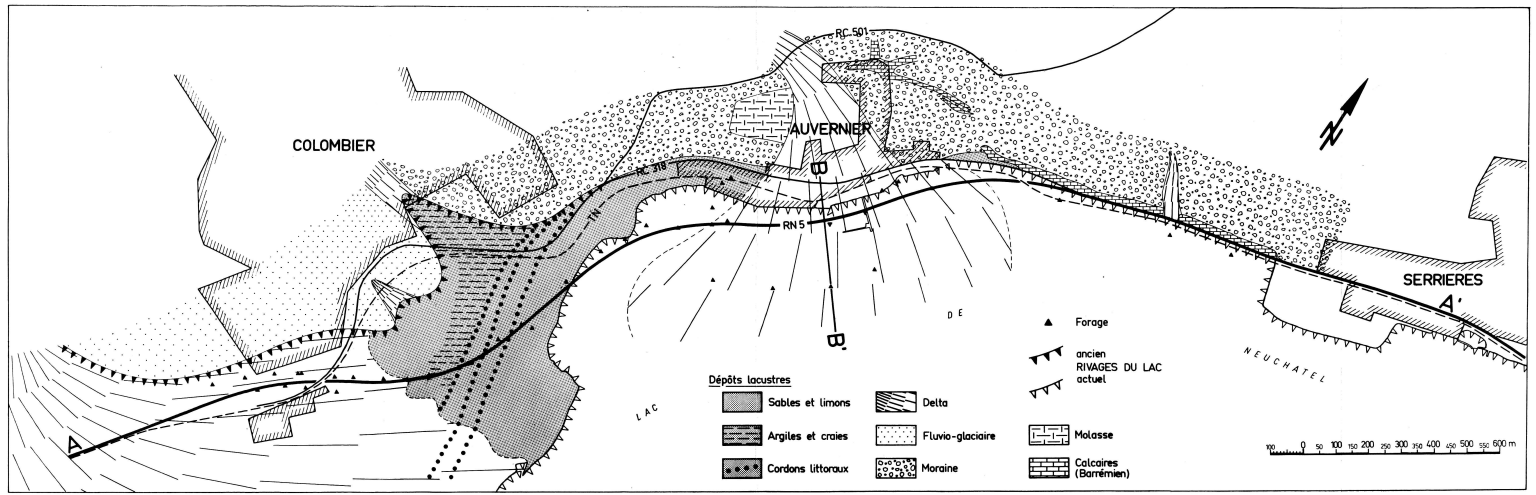 RC 501
COLOMBIER
AUVERNIER
N
RC 318
TN
B
RN 5
SERRIERES
A'
DE
B'
NEUCHATEL
LAC
A
Forage
ancien
RIVAGES DU LAC
actuel
Dépôts lacustres
Sables et limons
Delta
Argiles et craies
Fluvio-glaciaire
Molasse
Cordons littoraux
Moraine
Calcaires
(Barrémien)
100 0 50 100 150 200 250 300 350 400 450 500 550 600 m